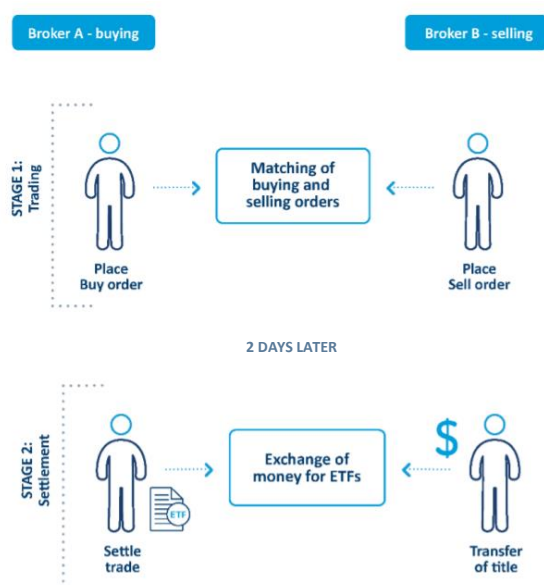 Broker A - buying
Broker B - selling
STAGE 1:
Trading
Matching of
buying and
selling orders
Place
Buy order
Place
Sell order
2 DAYS LATER
STAGE 2:
Settlement
$
Exchange of
money for ETFs
ETF
Settle
trade
Transfer
of title